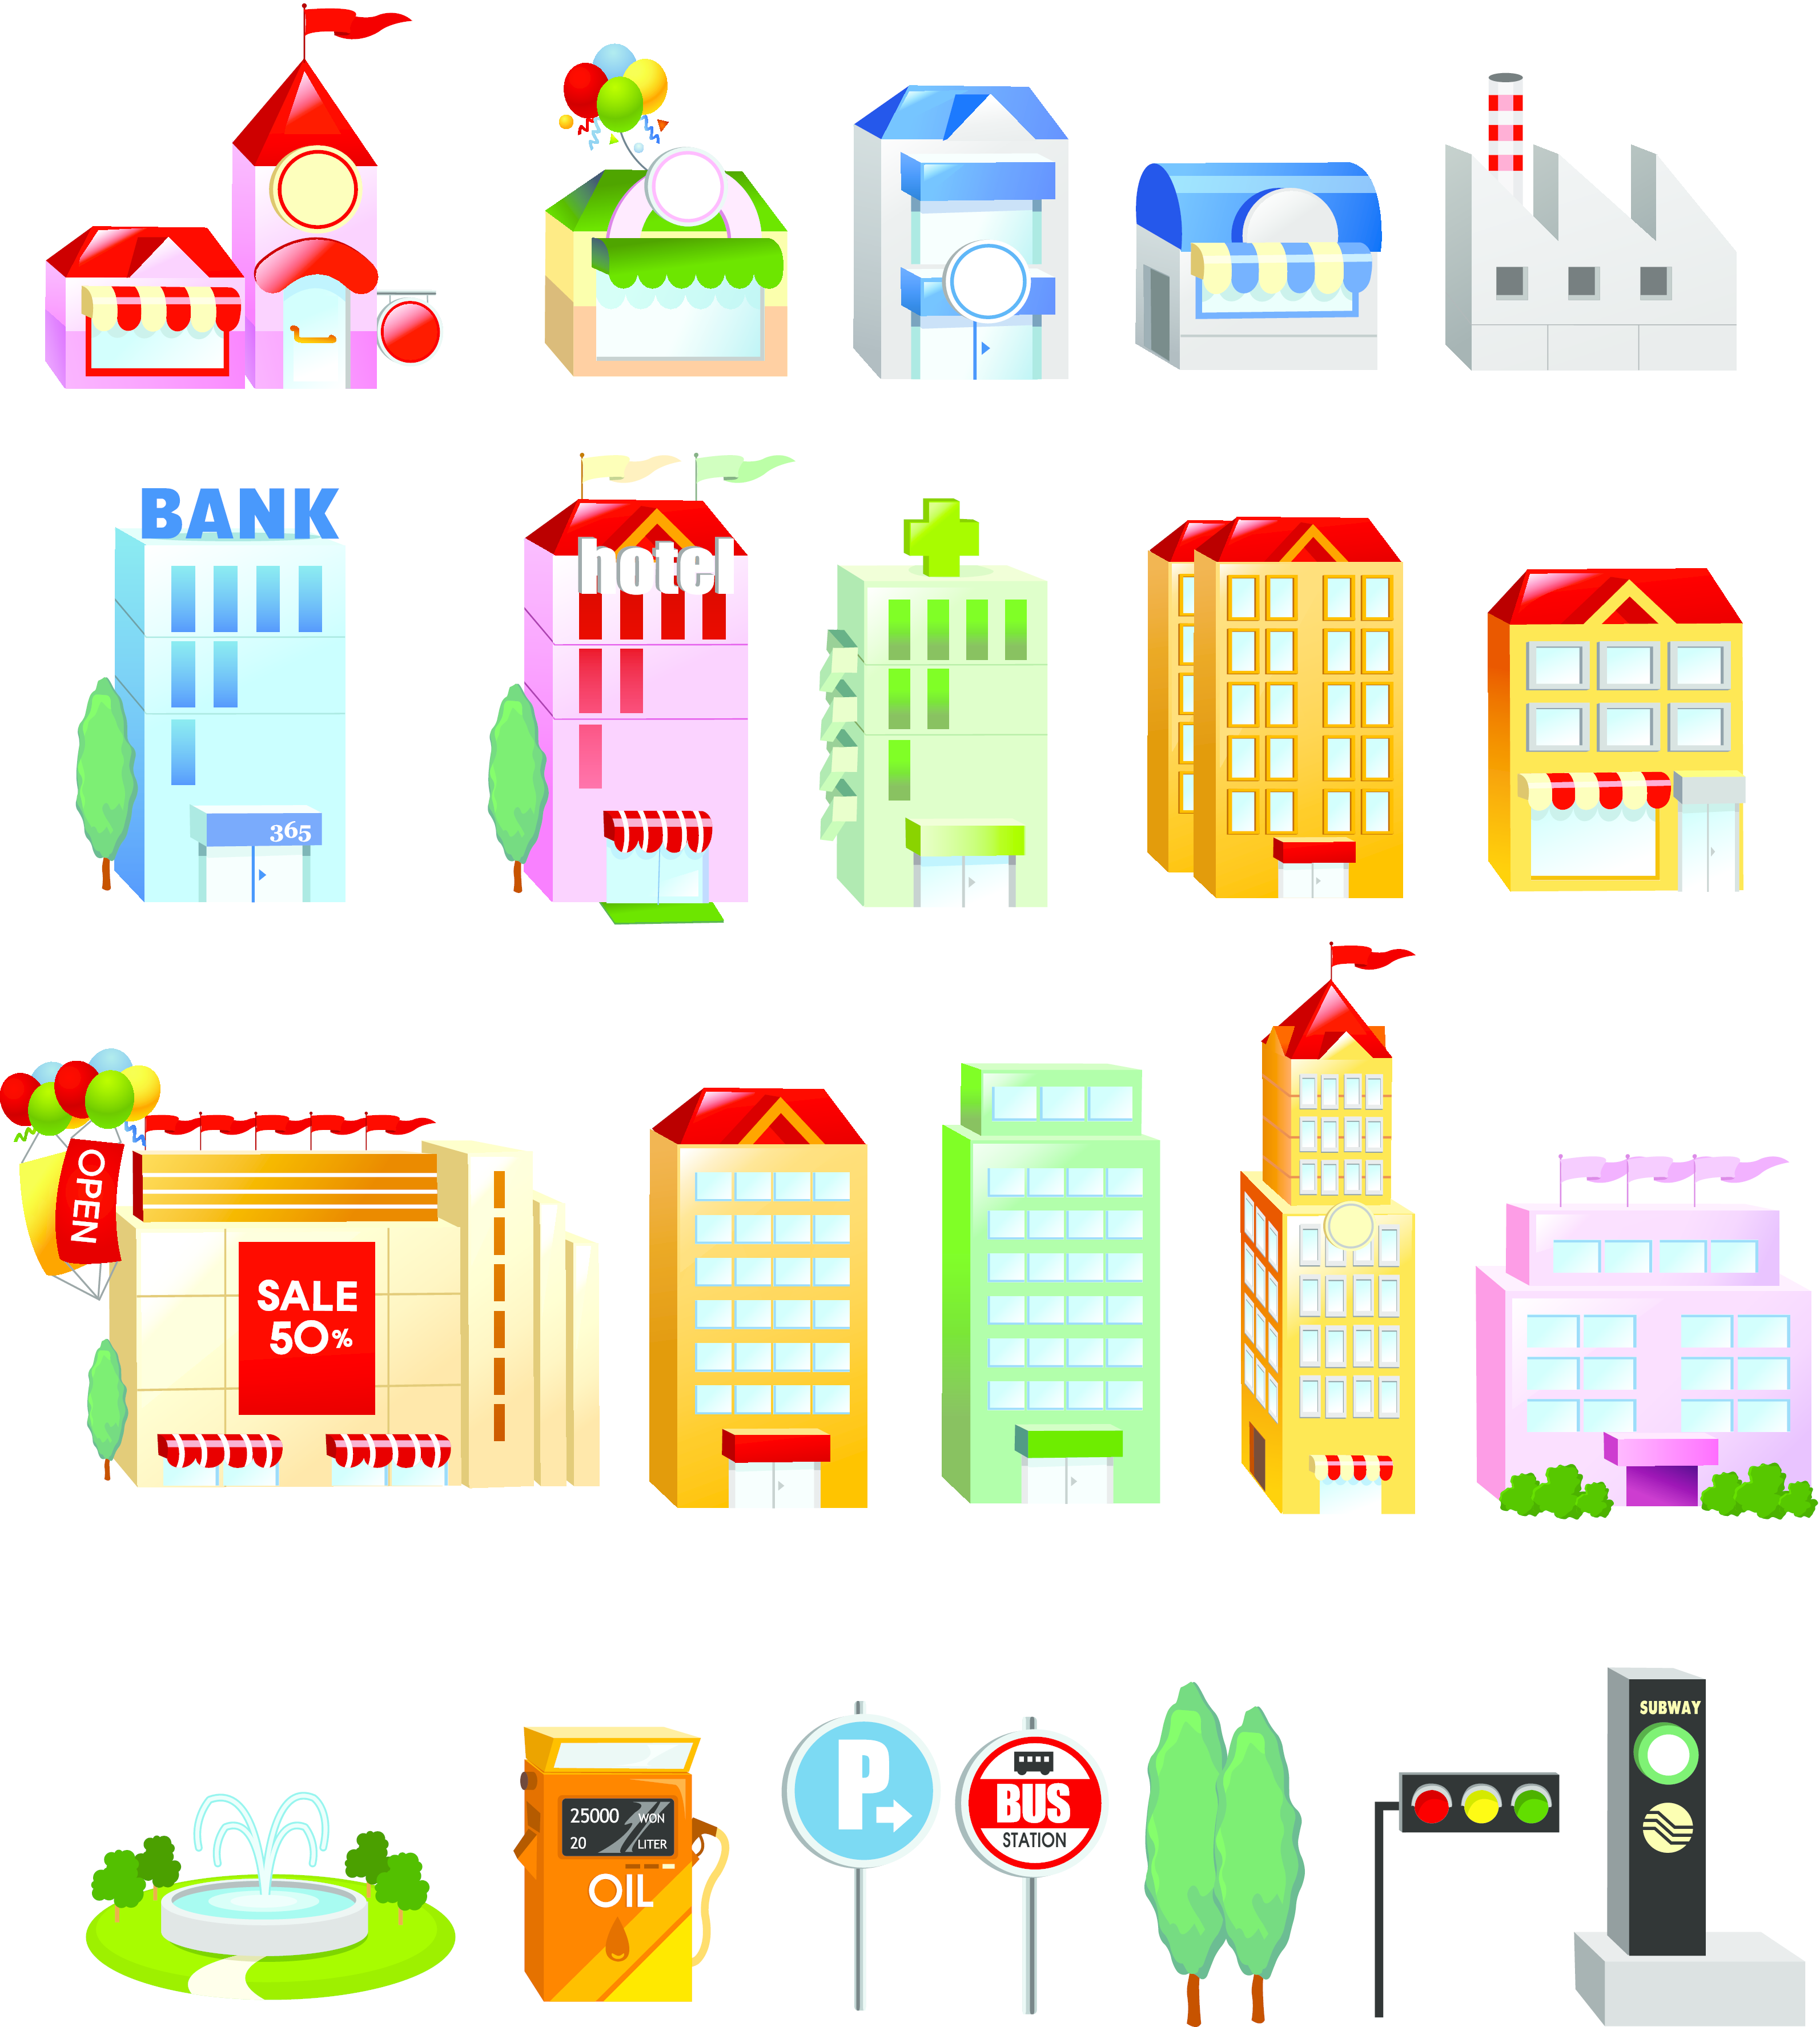 BANK
hotel
365
OPEN
SALE
50%
25000 WON
20 LITER
OIL
P
BUS
STATION
SUBWAY